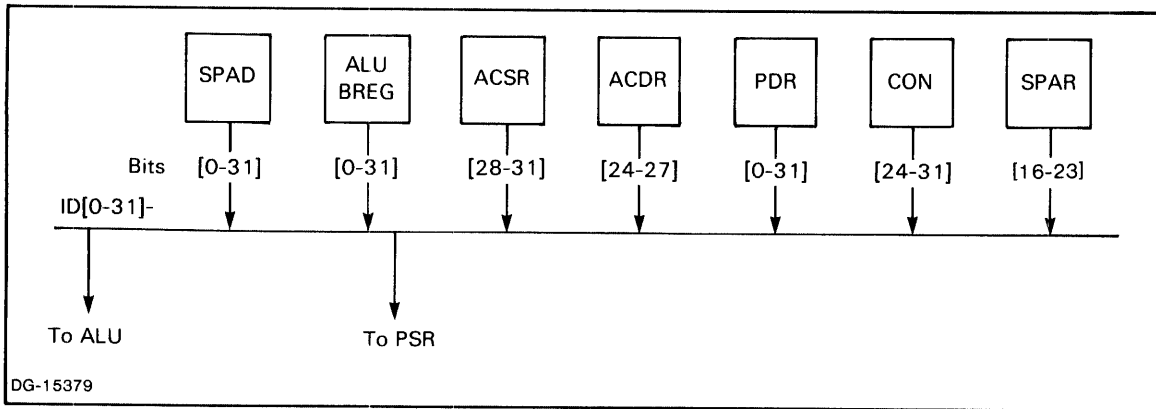 SPAD
ALU
BREG
ACSR
ACDR
PDR
CON
SPAR
Bits [0-31] [0-31] [28-31] [24-27] [0-31] [24-31] [16-23]
ID[0-31]-
To ALU
To PSR
DG-15379